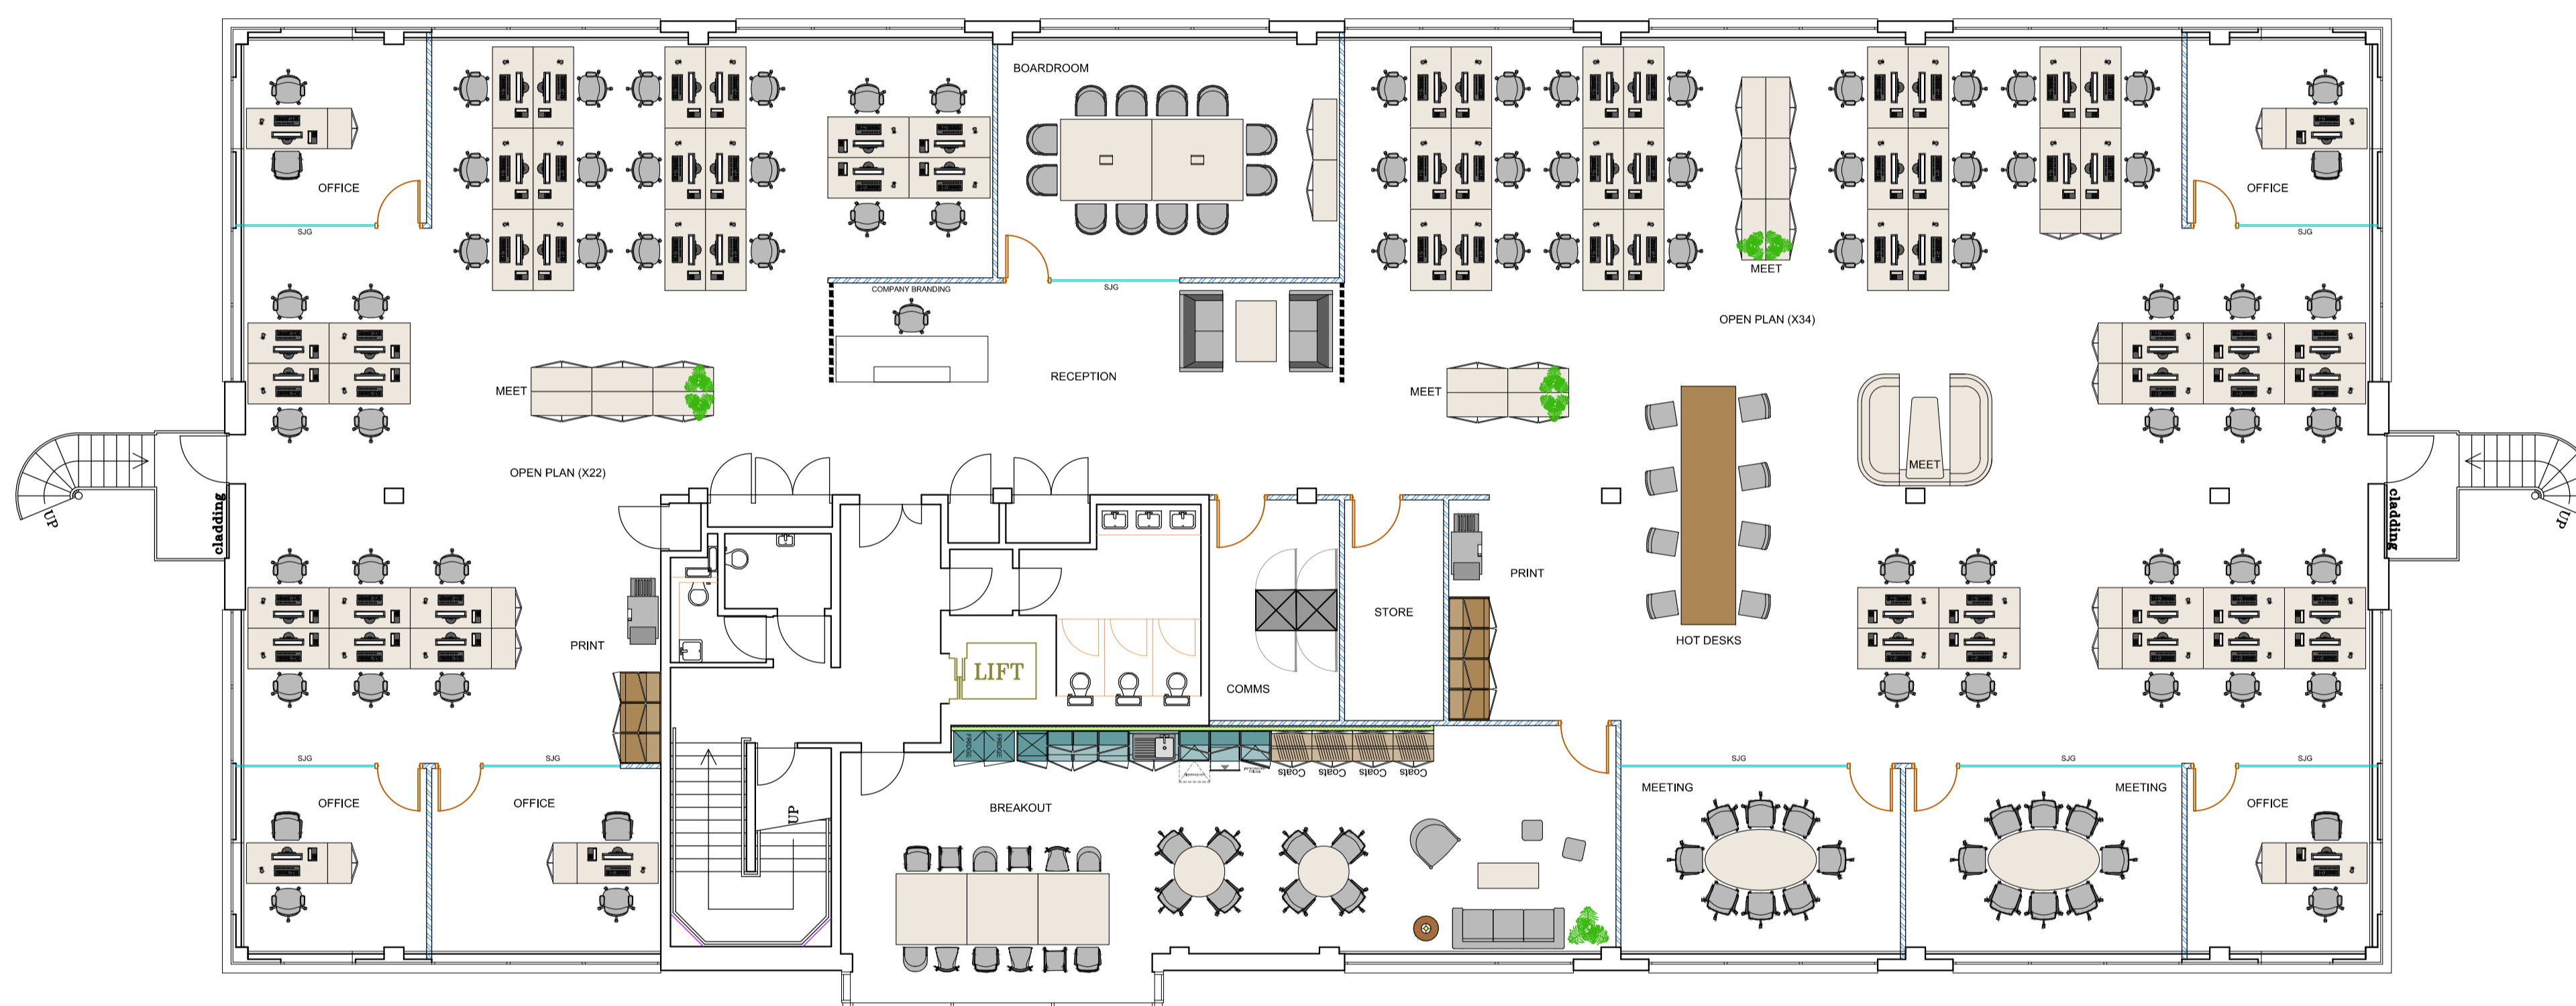 BOARDROOM
OFFICE
OFFICE
SJG
SJG
COMPANY BRANDING
SJG
MEET
OPEN PLAN (X34)
RECEPTION
MEET
MEET
MEET
OPEN PLAN (X22)
cladding
cladding
UP
UP
PRINT
HOT DESKS
STORE
PRINT
LIFT
COMMS
FRIDGE
FRIDGE
SJG
SJG
SJG
SJG
SJG
Coats
Coats
Coats
Coats
MEETING
MEETING
OFFICE
OFFICE
OFFICE
BREAKOUT
UP